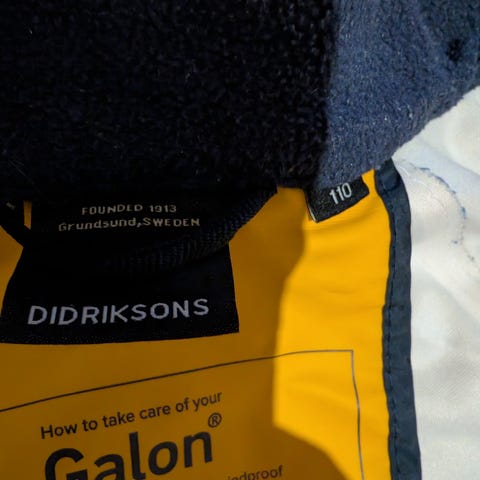 FOUNDED 1913
Grundsund,SWEDEN
110
DIDRIKSONS
How to take care of your
Galon®